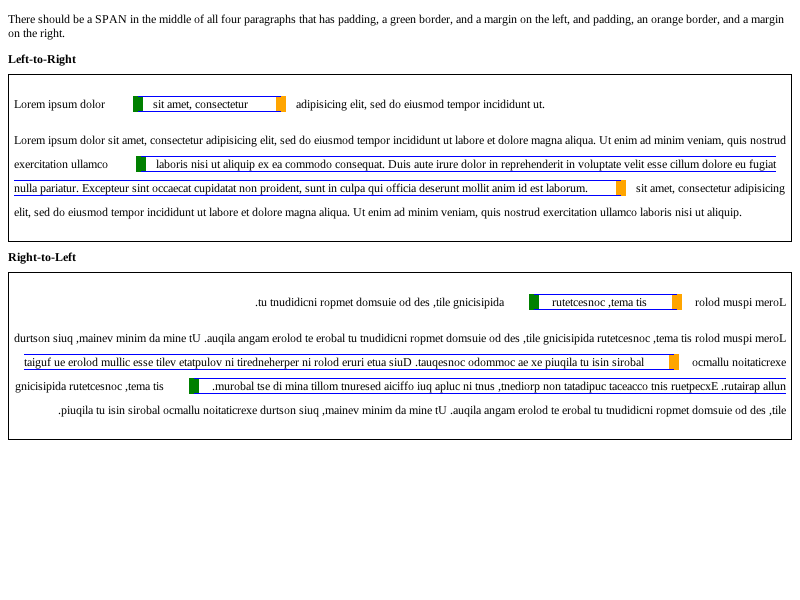 There should be a SPAN in the middle of all four paragraphs that has padding, a green border, and a margin on the left, and padding, an orange border, and a margin
on the right.
Left-to-Right
Lorem ipsum dolor sit amet, consectetur adipisicing elit, sed do eiusmod tempor incididunt ut.
Lorem ipsum dolor sit amet, consectetur adipisicing elit, sed do eiusmod tempor incididunt ut labore et dolore magna aliqua. Ut enim ad minim veniam, quis nostrud
exercitation ullamco laboris nisi ut aliquip ex ea commodo consequat. Duis aute irure dolor in reprehenderit in voluptate velit esse cillum dolore eu fugiat
nulla pariatur. Excepteur sint occaecat cupidatat non proident, sunt in culpa qui officia deserunt mollit anim id est laborum. sit amet, consectetur adipisicing
elit, sed do eiusmod tempor incididunt ut labore et dolore magna aliqua. Ut enim ad minim veniam, quis nostrud exercitation ullamco laboris nisi ut aliquip.
Right-to-Left
.tu tnudidicni ropmet domsuie od des ,tile gnicisipida rutetcesnoc ,tema tis rolod muspi meroL
durtson siuq ,mainev minim da mine tU .auqila angam erolod te erobal tu tnudidicni ropmet domsuie od des ,tile gnicisipida rutetcesnoc ,tema tis rolod muspi meroL
taiguf ue erolod mullic esse tilev etatpulov ni tiredneherper ni rolod eruri etua siuD .tauqesnoc odommoc ae xe piuqila tu isin sirobal ocmallu noitaticrexe
gnicisipida rutetcesnoc ,tema tis .murobal tse di mina tillom tnuresed aiciffo iuq apluc ni tnus ,tnediorp non tatadipuc taceacco tnis ruetpecxE .rutairap allun
.piuqila tu isin sirobal ocmallu noitaticrexe durtson siuq ,mainev minim da mine tU .auqila angam erolod te erobal tu tnudidicni ropmet domsuie od des ,tile